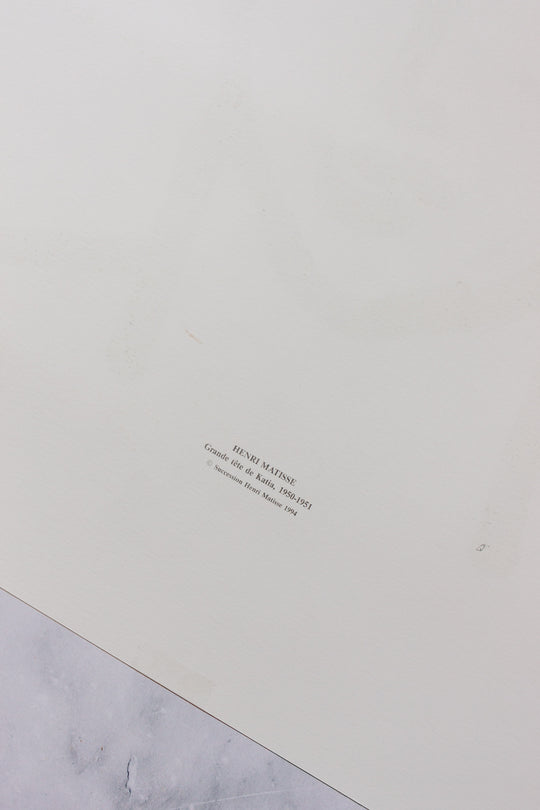 HENRI MATISSE
Grande tête de Katia, 1950-1951
© Succession Henri Matisse 1994